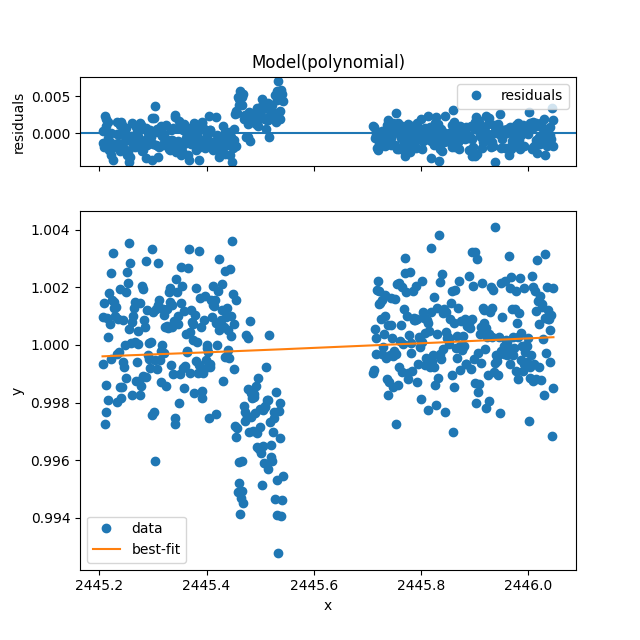 Model(polynomial)
residuals
0.005
0.000
residuals
1.004
1.002
1.000
0.998
0.996
0.994
y
data
best-fit
2445.2 2445.4 2445.6 2445.8 2446.0
x